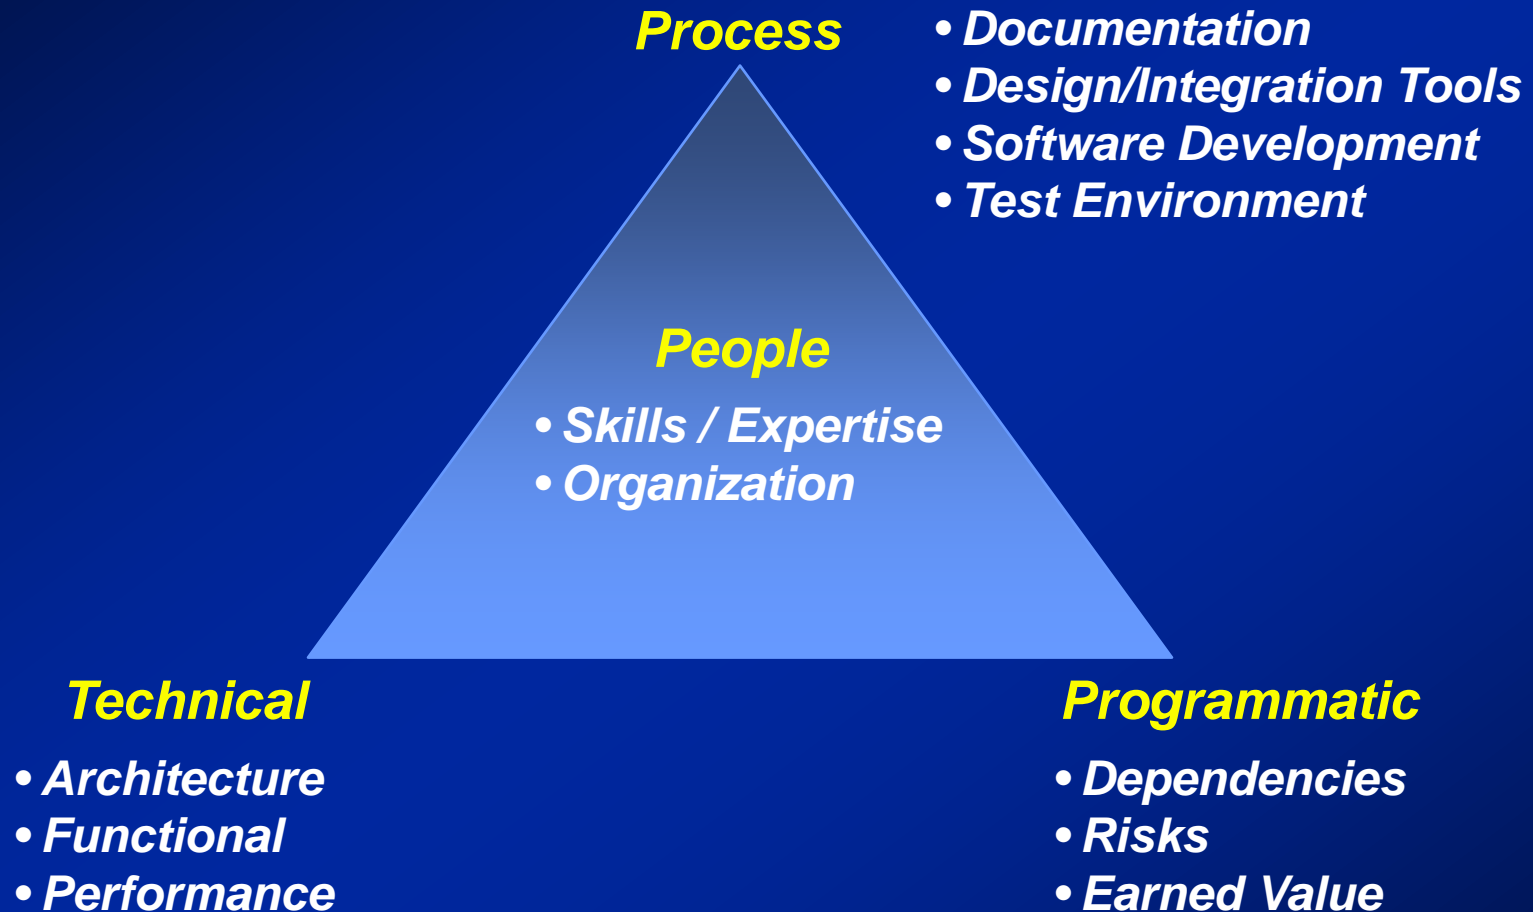 Process
• Documentation
• Design/Integration Tools
• Software Development
• Test Environment
People
• Skills / Expertise
• Organization
Technical
• Architecture
• Functional
• Performance
Programmatic
• Dependencies
• Risks
• Earned Value